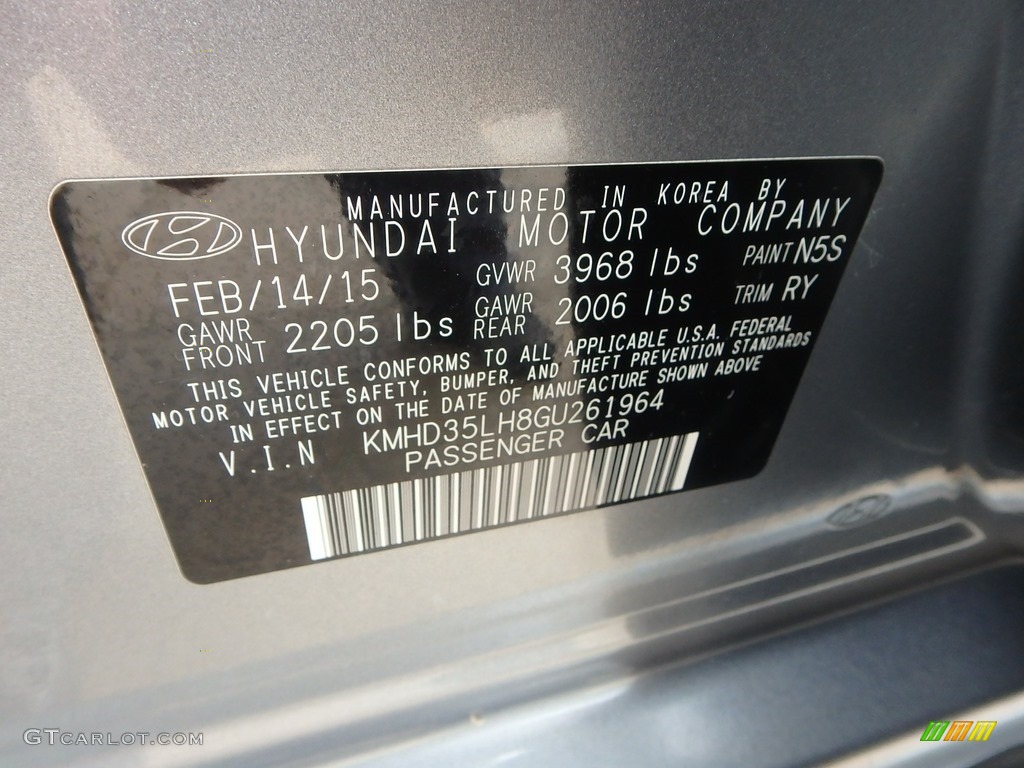 MANUFACTURED IN KOREA BY
HYUNDAI MOTOR COMPANY
FEB/14/15 GVWR 3968 lbs PAINT N5S
GAWR FRONT 2205 lbs GAWR REAR 2006 lbs TRIM RY
THIS VEHICLE CONFORMS TO ALL APPLICABLE U.S.A. FEDERAL
MOTOR VEHICLE SAFETY, BUMPER, AND THEFT PREVENTION STANDARDS
IN EFFECT ON THE DATE OF MANUFACTURE SHOWN ABOVE
V.I.N KMHD35LH8GU261964
PASSENGER CAR
GTCARLOT.COM